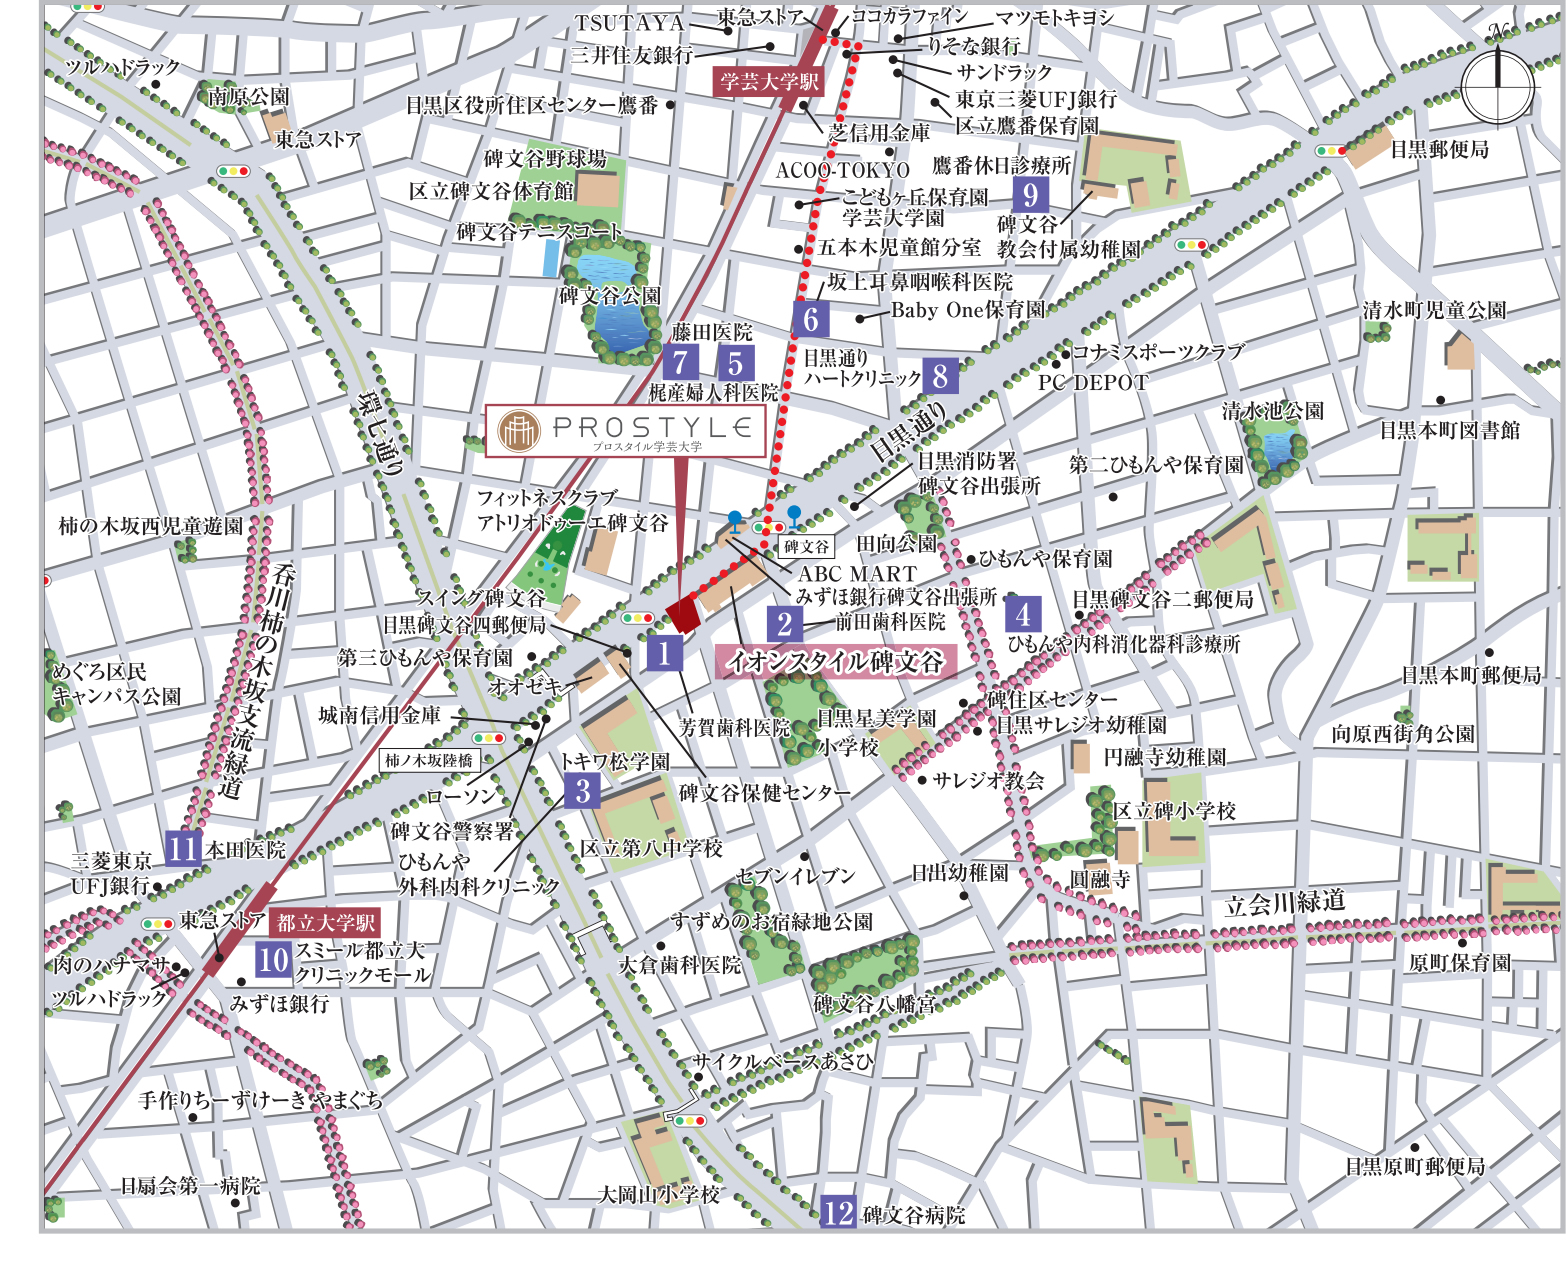 TSUTAYA
東急ストア
ココカラファイン
マツモトキヨシ
三井住友銀行
りそな銀行
サンドラック
学芸大学駅
ツルハドラック
南原公園
東急ストア
目黒区役所住区センター鷹番
東京三菱UFJ銀行
区立鷹番保育園
芝信用金庫
N
目黒郵便局
碑文谷野球場
区立碑文谷体育館
碑文谷テニスコート
ACOO-TOKYO
鷹番休日診療所
9
碑文谷
教会付属幼稚園
こどもヶ丘保育園
学芸大学園
五本木児童館分室
坂上耳鼻咽喉科医院
6
Baby One保育園
碑文谷公園
藤田医院
7
5
梶産婦人科医院
目黒通り
ハートクリニック
8
コナミスポーツクラブ
PC DEPOT
清水町児童公園
清水池公園
目黒本町図書館
環七通り
PROSTYLE
プロスタイル学芸大学
目黒通り
目黒消防署
碑文谷出張所
第二ひもんや保育園
フィットネスクラブ
アトリオドゥーエ碑文谷
柿の木坂西児童遊園
碑文谷
田向公園
ひもんや保育園
ABC MART
みずほ銀行碑文谷出張所
呑川柿の木坂支流緑道
スイング碑文谷
目黒碑文谷四郵便局
第三ひもんや保育園
オオゼキ
1
2
前田歯科医院
4
目黒碑文谷二郵便局
ひもんや内科消化器科診療所
イオンスタイル碑文谷
めぐろ区民
キャンパス公園
目黒本町郵便局
城南信用金庫
芳賀歯科医院
目黒星美学園
小学校
碑住区センター
目黒サレジオ幼稚園
向原西街角公園
柿ノ木坂陸橋
トキワ松学園
3
円融寺幼稚園
サレジオ教会
ローソン
碑文谷保健センター
碑文谷警察署
区立碑小学校
11
本田医院
三菱東京
UFJ銀行
ひもんや
外科内科クリニック
区立第八中学校
セブンイレブン
日出幼稚園
圓融寺
立会川緑道
東急ストア
都立大学駅
10
スミール都立大
クリニックモール
すずめのお宿緑地公園
肉のハナマサ
ツルハドラック
みずほ銀行
大倉歯科医院
原町保育園
碑文谷八幡宮
サイクルベースあさひ
手作りちーずけーき やまぐち
目扇会第一病院
大岡山小学校
目黒原町郵便局
12
碑文谷病院